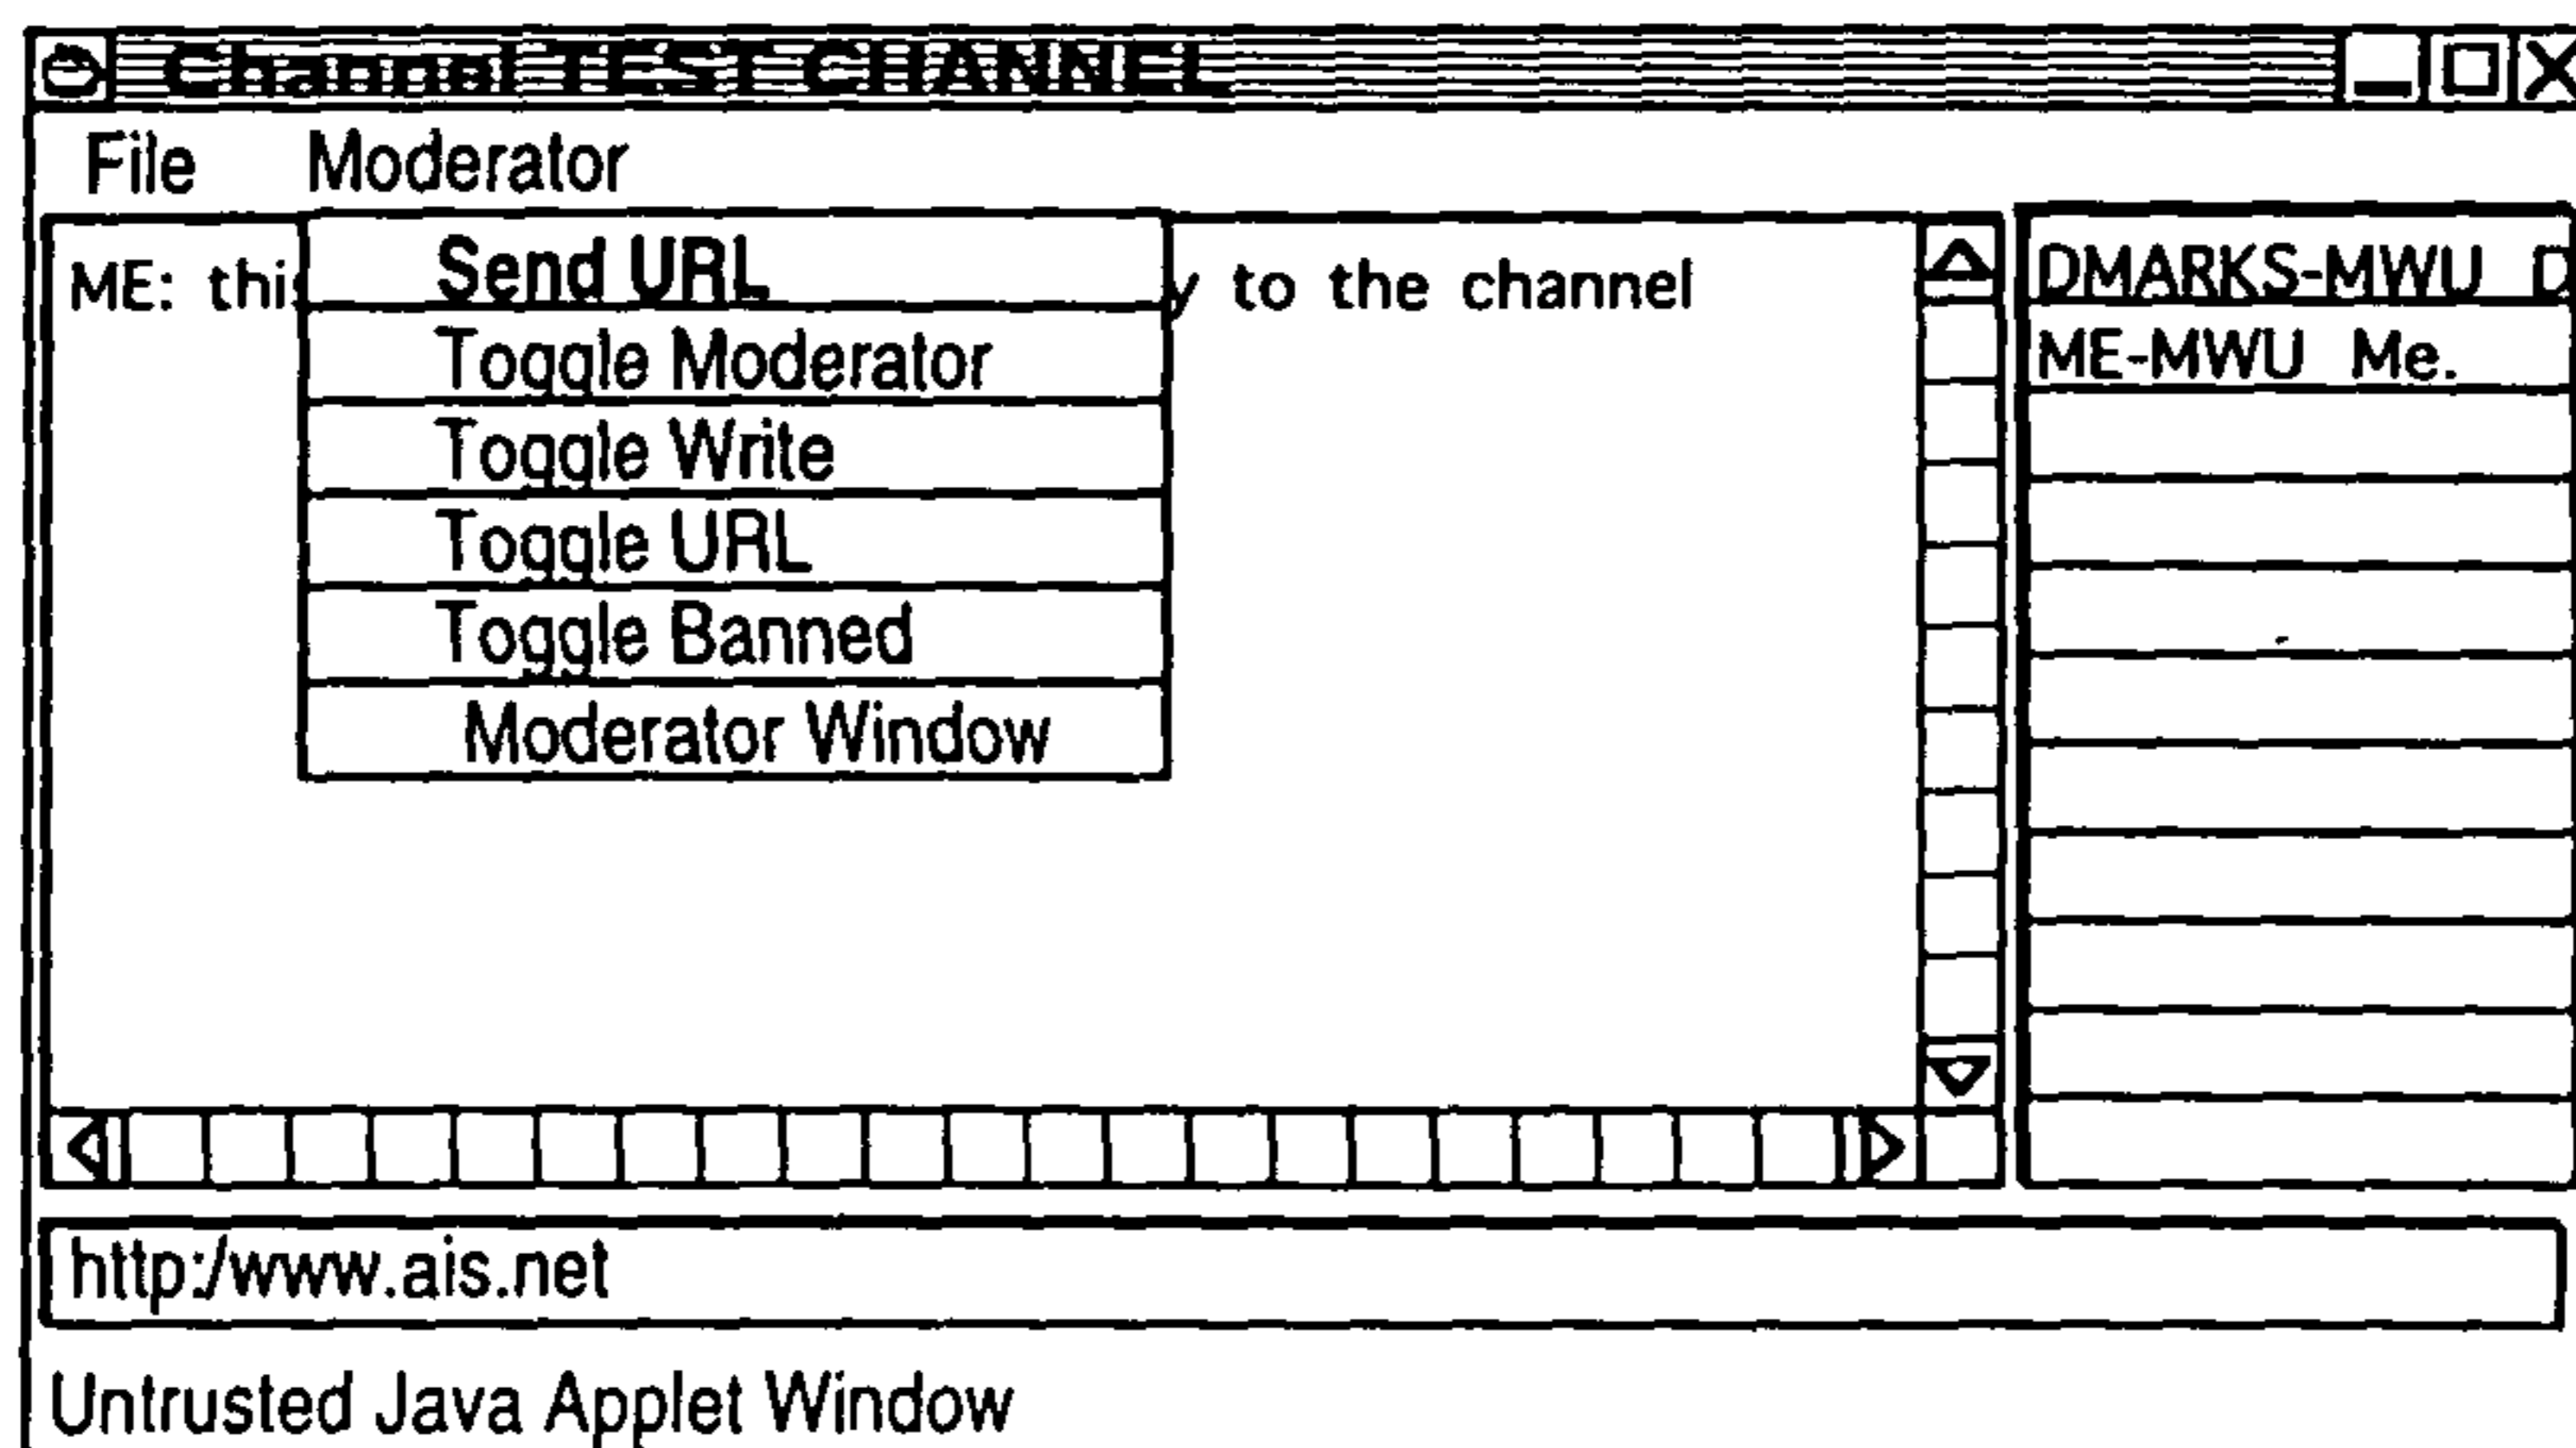 Channel TEST CHANNEL
File Moderator
ME: thi y to the channel
Send URL
Toggle Moderator
Toggle Write
Toggle URL
Toggle Banned
Moderator Window
DMARKS-MWU D
ME-MWU Me.
http:/www.ais.net
Untrusted Java Applet Window